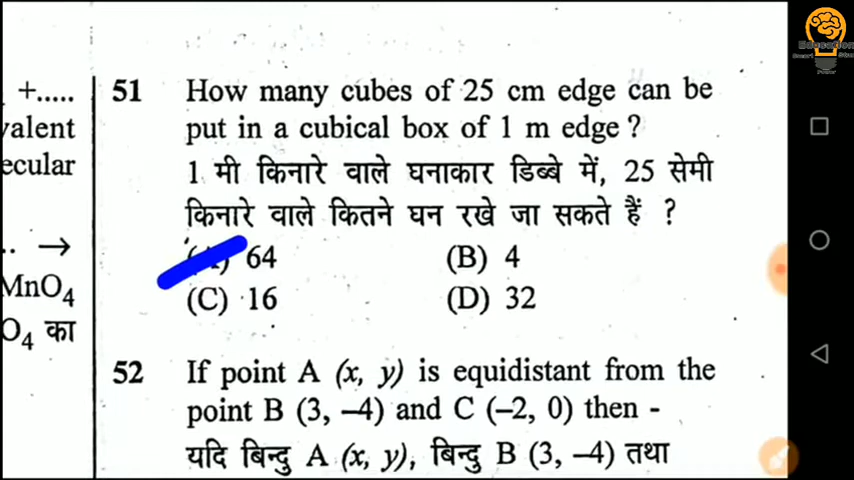 +.....
valent
ecular
.. →
MnO4
O4 का
51 How many cubes of 25 cm edge can be
put in a cubical box of 1 m edge ?
1 मी किनारे वाले घनाकार डिब्बे में, 25 सेमी
किनारे वाले कितने घन रखे जा सकते हैं ?
64 (B) 4
(C) 16 (D) 32
52 If point A (x, y) is equidistant from the
point B (3, –4) and C (–2, 0) then -
यदि बिन्दु A (x, y), बिन्दु B (3, –4) तथा
Education
Power